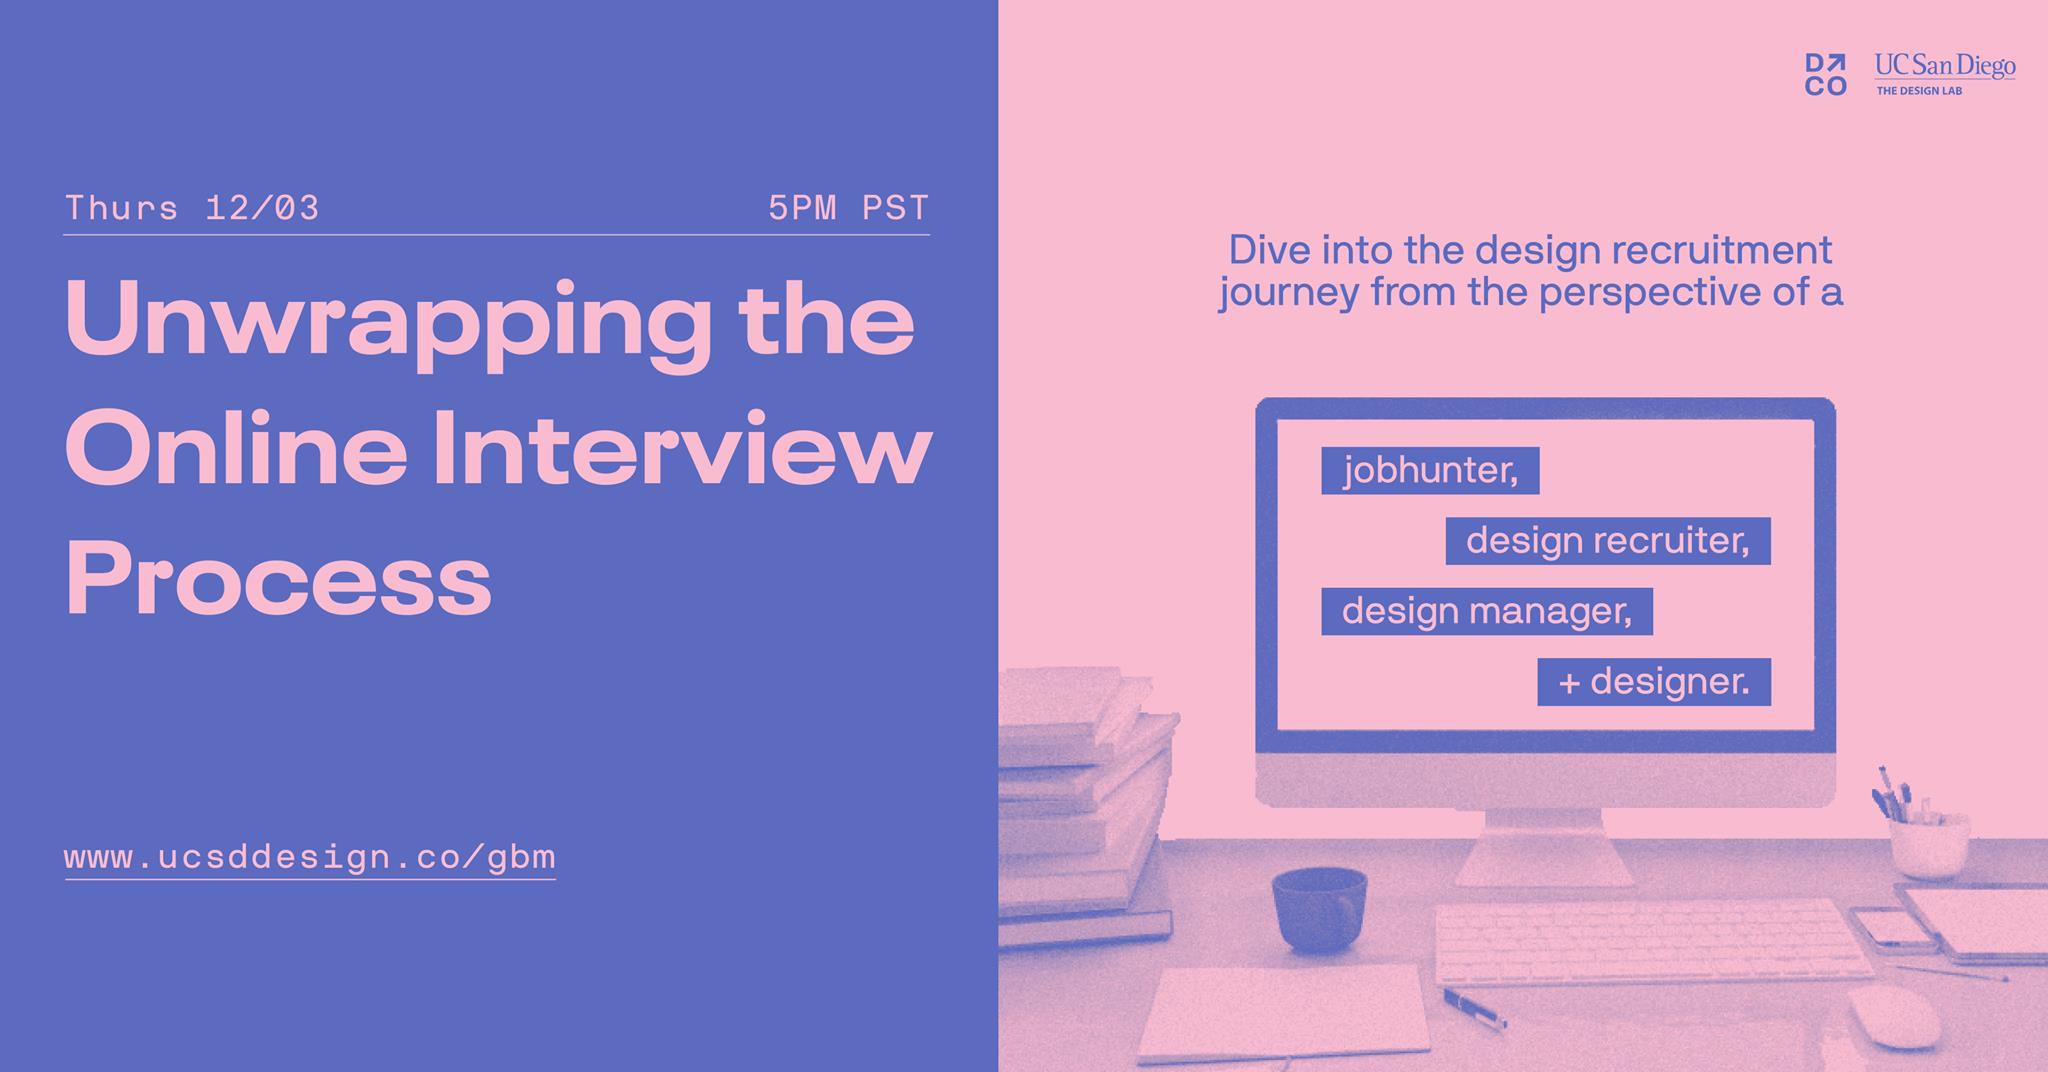 Thurs 12/03 5PM PST
Unwrapping the
Online Interview
Process
www.ucsddesign.co/gbm
D
CO
UC San Diego
THE DESIGN LAB
Dive into the design recruitment
journey from the perspective of a
jobhunter,
design recruiter,
design manager,
+ designer.